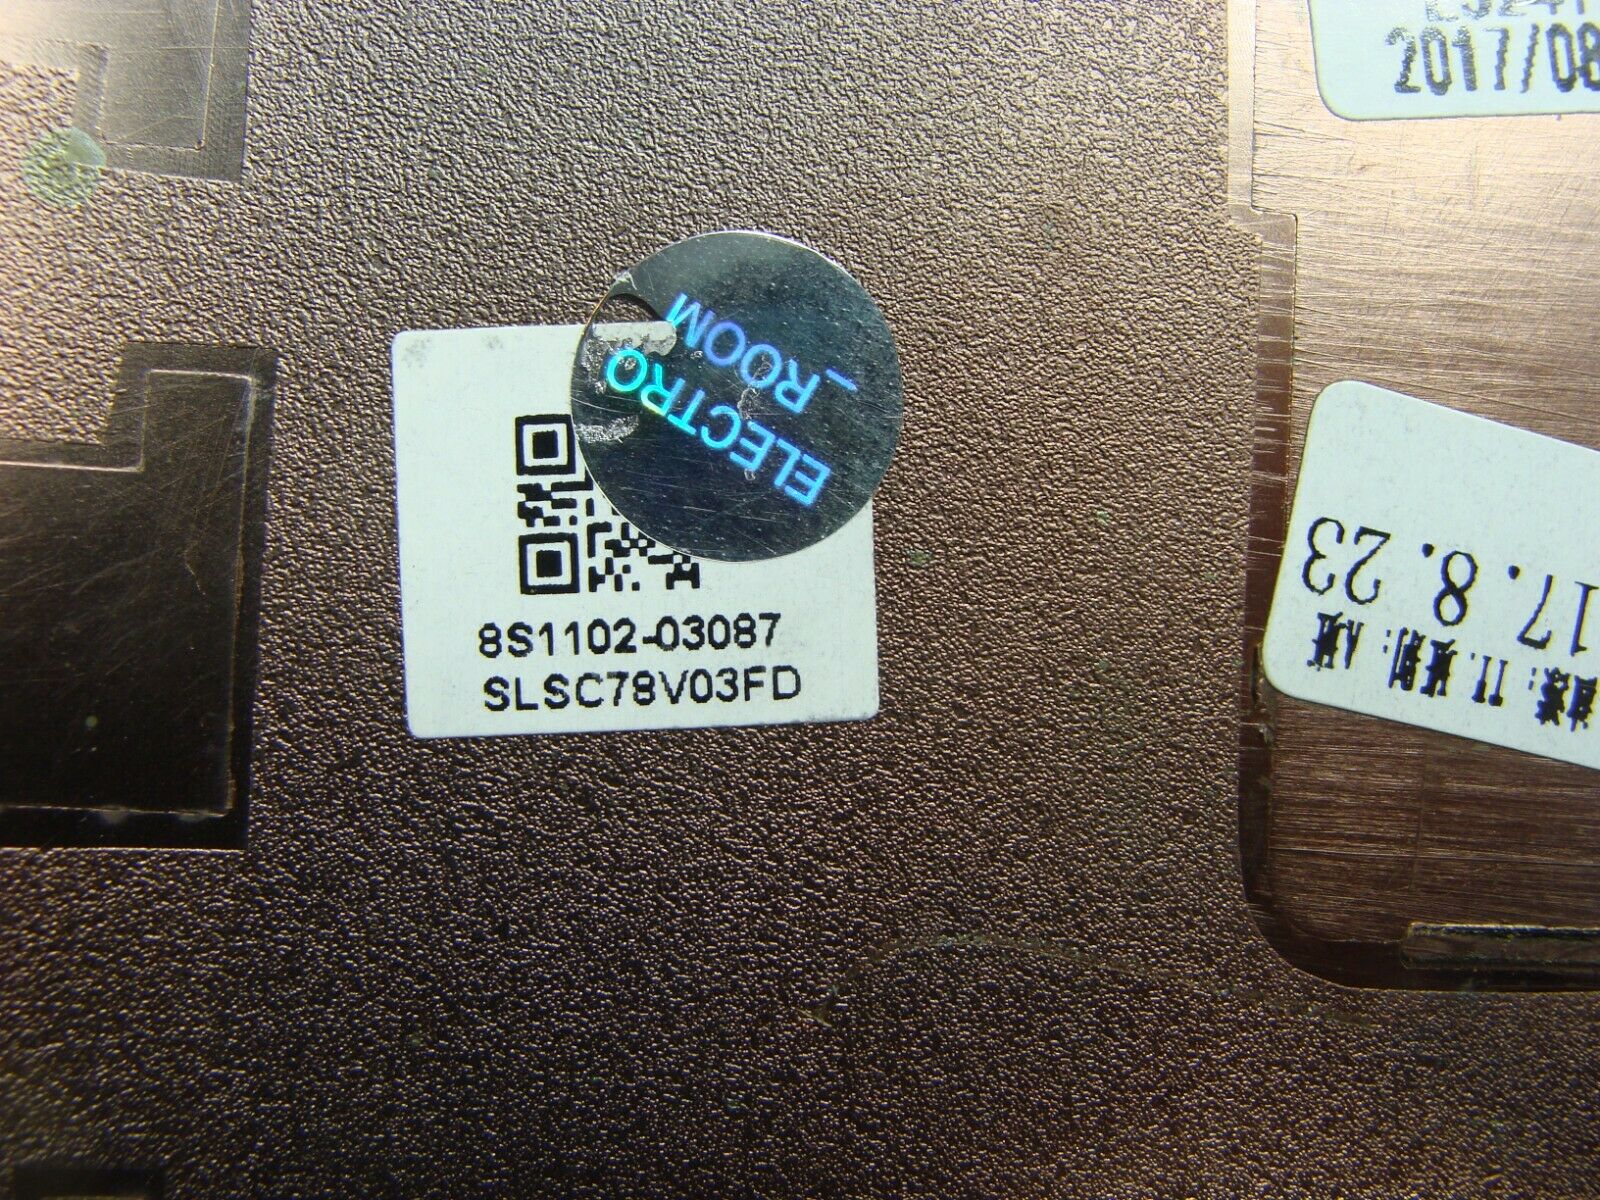 2017/08
ELECTRO
_ROOM
8S1102-03087
SLSC78V03FD
17.8.23